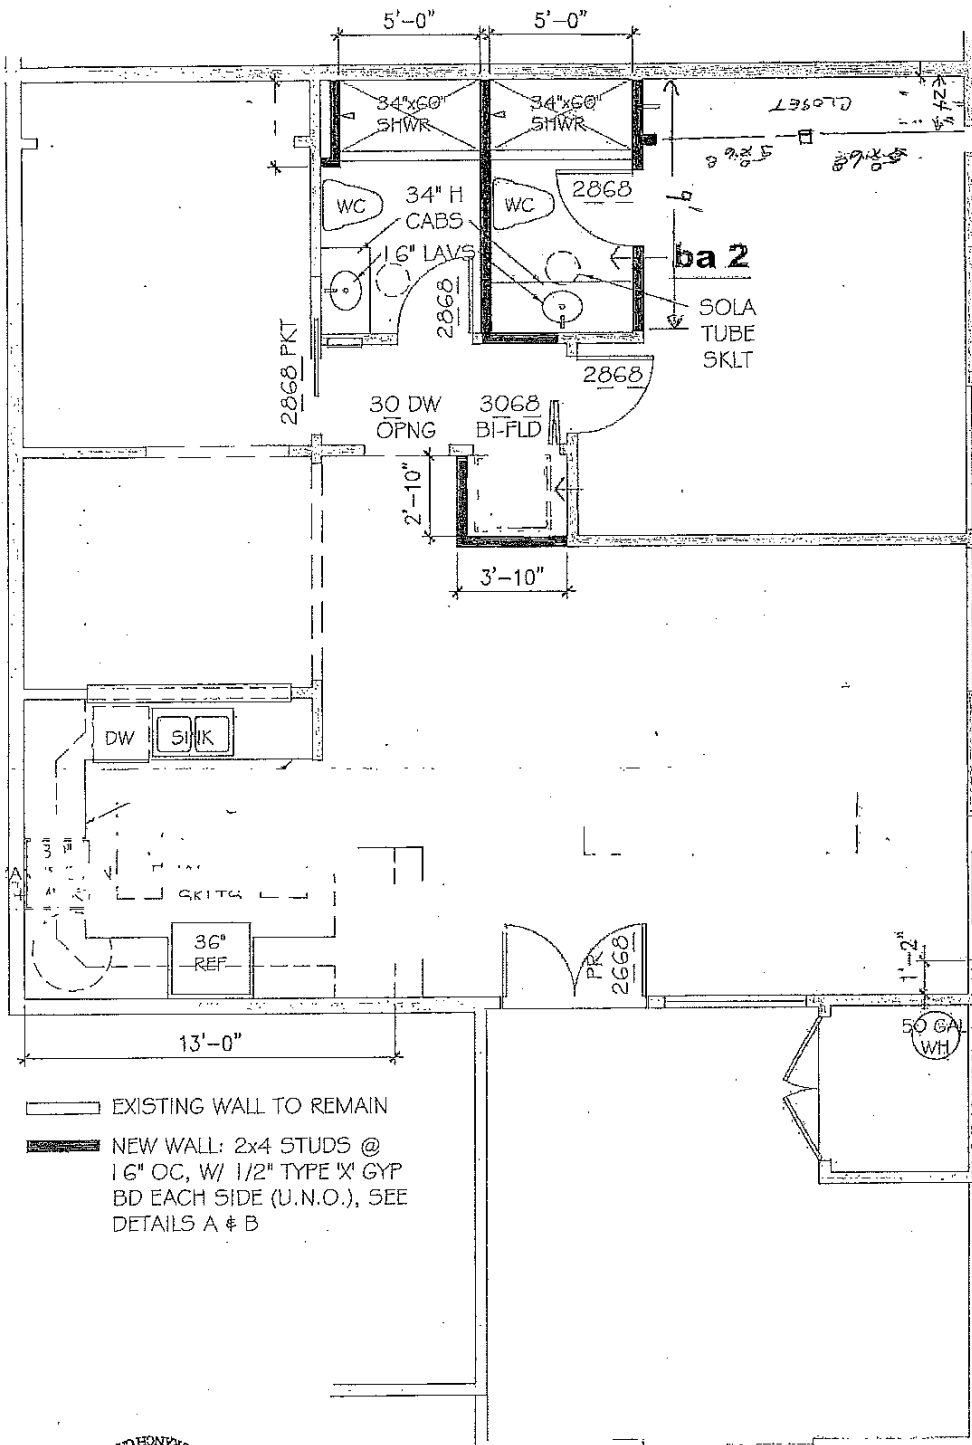 5'-0"
5'-0"
34"x60"
SHWR
34"x60"
SHWR
CLOSET
WC
34" H
CABS
WC
2868
16" LAVS
ba 2
2868
SOLA
TUBE
SKLT
2868 PKT
2868
30 DW
OPNG
3068
BI-FLD
2'-10"
3'-10"
DW
36"
REF
PR
2668
1'-2"
50 GAL
WH
13'-0"
EXISTING WALL TO REMAIN
NEW WALL: 2x4 STUDS @
16" OC, W/ 1/2" TYPE 'X' GYP
BD EACH SIDE (U.N.O.), SEE
DETAILS A & B